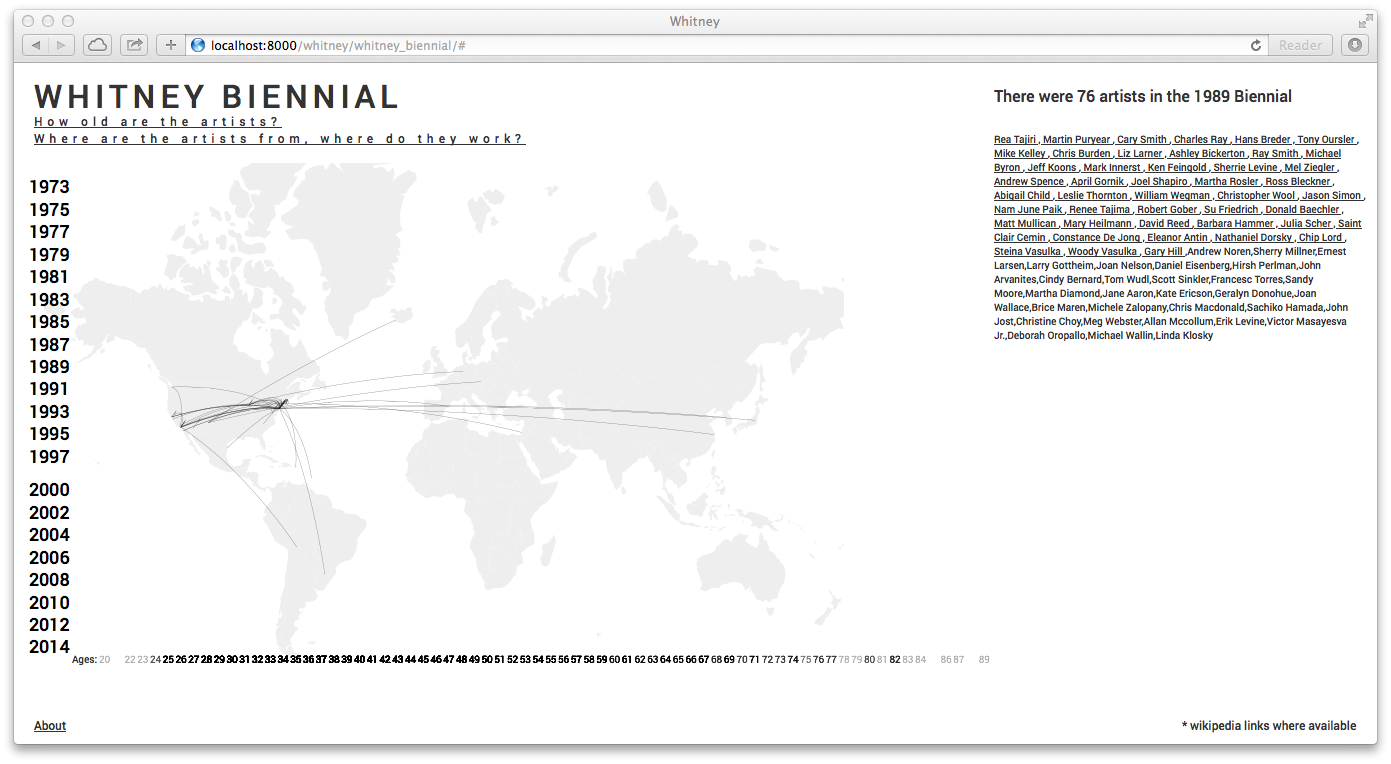 Whitney
localhost:8000/whitney/whitney_biennial/#
Reader
WHITNEY BIENNIAL
How old are the artists?
Where are the artists from, where do they work?
1973
1975
1977
1979
1981
1983
1985
1987
1989
1991
1993
1995
1997
2000
2002
2004
2006
2008
2010
2012
2014
Ages: 20 22 23 24 25 26 27 28 29 30 31 32 33 34 35 36 37 38 39 40 41 42 43 44 45 46 47 48 49 50 51 52 53 54 55 56 57 58 59 60 61 62 63 64 65 66 67 68 69 70 71 72 73 74 75 76 77 78 79 80 81 82 83 84 86 87 89
There were 76 artists in the 1989 Biennial
Rea Tajiri , Martin Puryear , Cary Smith , Charles Ray , Hans Breder , Tony Oursler ,
Mike Kelley , Chris Burden , Liz Larner , Ashley Bickerton , Ray Smith , Michael
Byron , Jeff Koons , Mark Innerst , Ken Feingold , Sherrie Levine , Mel Ziegler ,
Andrew Spence , April Gornik , Joel Shapiro , Martha Rosler , Ross Bleckner ,
Abigail Child , Leslie Thornton , William Wegman , Christopher Wool , Jason Simon ,
Nam June Paik , Renee Tajima , Robert Gober , Su Friedrich , Donald Baechler ,
Matt Mullican , Mary Heilmann , David Reed , Barbara Hammer , Julia Scher , Saint
Clair Cemin , Constance De Jong , Eleanor Antin , Nathaniel Dorsky , Chip Lord ,
Steina Vasulka , Woody Vasulka , Gary Hill ,Andrew Noren,Sherry Millner,Ernest
Larsen,Larry Gottheim,Joan Nelson,Daniel Eisenberg,Hirsh Perlman,John
Arvanites,Cindy Bernard,Tom Wudl,Scott Sinkler,Francesc Torres,Sandy
Moore,Martha Diamond,Jane Aaron,Kate Ericson,Geralyn Donohue,Joan
Wallace,Brice Maren,Michele Zalopany,Chris Macdonald,Sachiko Hamada,John
Jost,Christine Choy,Meg Webster,Allan Mccollum,Erik Levine,Victor Masayesva
Jr.,Deborah Oropallo,Michael Wallin,Linda Klosky
About
* wikipedia links where available